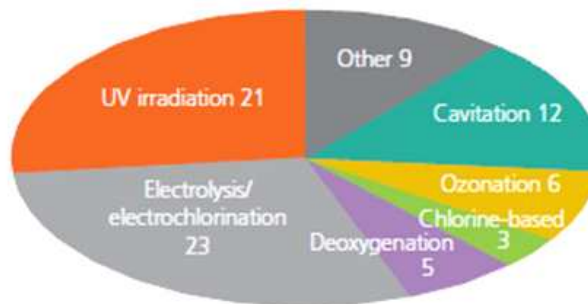 Other 9
UV irradiation 21
Cavitation 12
Ozonation 6
Electrolysis/
electrochlorination
23
Chlorine-based
3
Deoxygenation
5